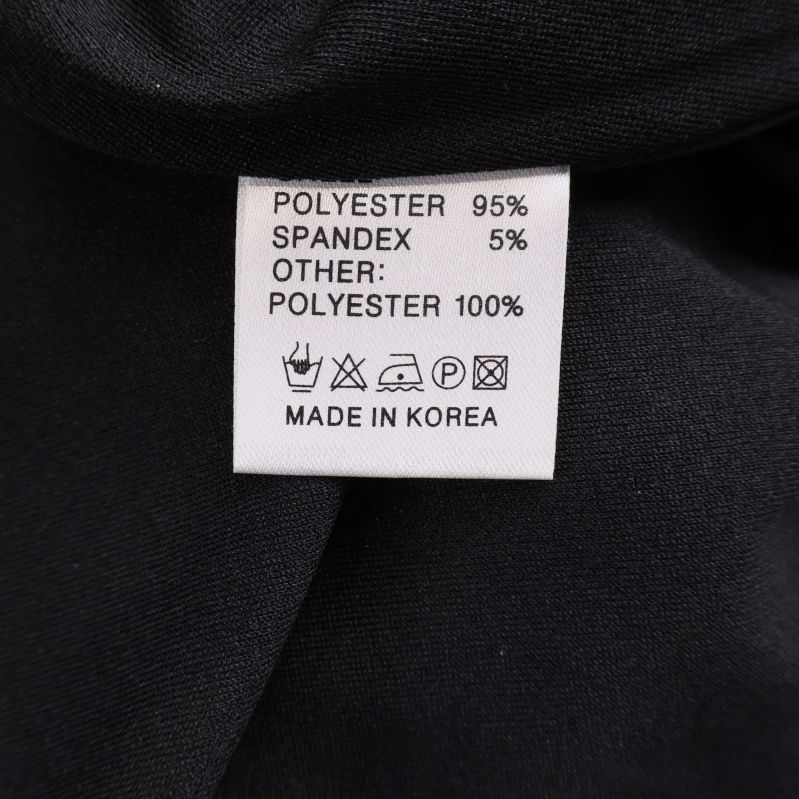 POLYESTER 95%
SPANDEX 5%
OTHER:
POLYESTER 100%
P
MADE IN KOREA